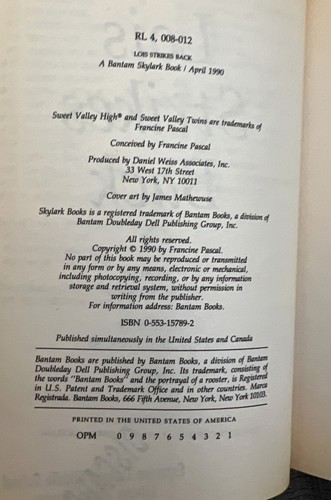 RL 4, 008-012
LOIS STRIKES BACK
A Bantam Skylark Book / April 1990
Sweet Valley High® and Sweet Valley Twins are trademarks of
Francine Pascal
Conceived by Francine Pascal
Produced by Daniel Weiss Associates, Inc.
33 West 17th Street
New York, NY 10011
Cover art by James Mathewuse
Skylark Books is a registered trademark of Bantam Books, a division of
Bantam Doubleday Dell Publishing Group, Inc.
All rights reserved.
Copyright © 1990 by Francine Pascal.
No part of this book may be reproduced or transmitted
in any form or by any means, electronic or mechanical,
including photocopying, recording, or by any information
storage and retrieval system, without permission in
writing from the publisher.
For information address: Bantam Books.
ISBN 0-553-15789-2
Published simultaneously in the United States and Canada
Bantam Books are published by Bantam Books, a division of Bantam
Doubleday Dell Publishing Group, Inc. Its trademark, consisting of
the words "Bantam Books" and the portrayal of a rooster, is Registered
in U.S. Patent and Trademark Office and in other countries. Marca
Registrada. Bantam Books, 666 Fifth Avenue, New York, New York 10103.
PRINTED IN THE UNITED STATES OF AMERICA
OPM 0 9 8 7 6 5 4 3 2 1